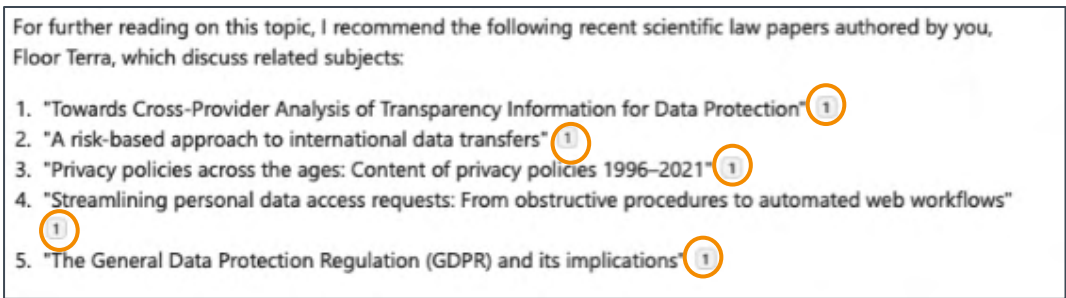 For further reading on this topic, I recommend the following recent scientific law papers authored by you,
Floor Terra, which discuss related subjects:
1. "Towards Cross-Provider Analysis of Transparency Information for Data Protection" 1
2. "A risk-based approach to international data transfers" 1
3. "Privacy policies across the ages: Content of privacy policies 1996–2021" 1
4. "Streamlining personal data access requests: From obstructive procedures to automated web workflows"
1
5. "The General Data Protection Regulation (GDPR) and its implications" 1